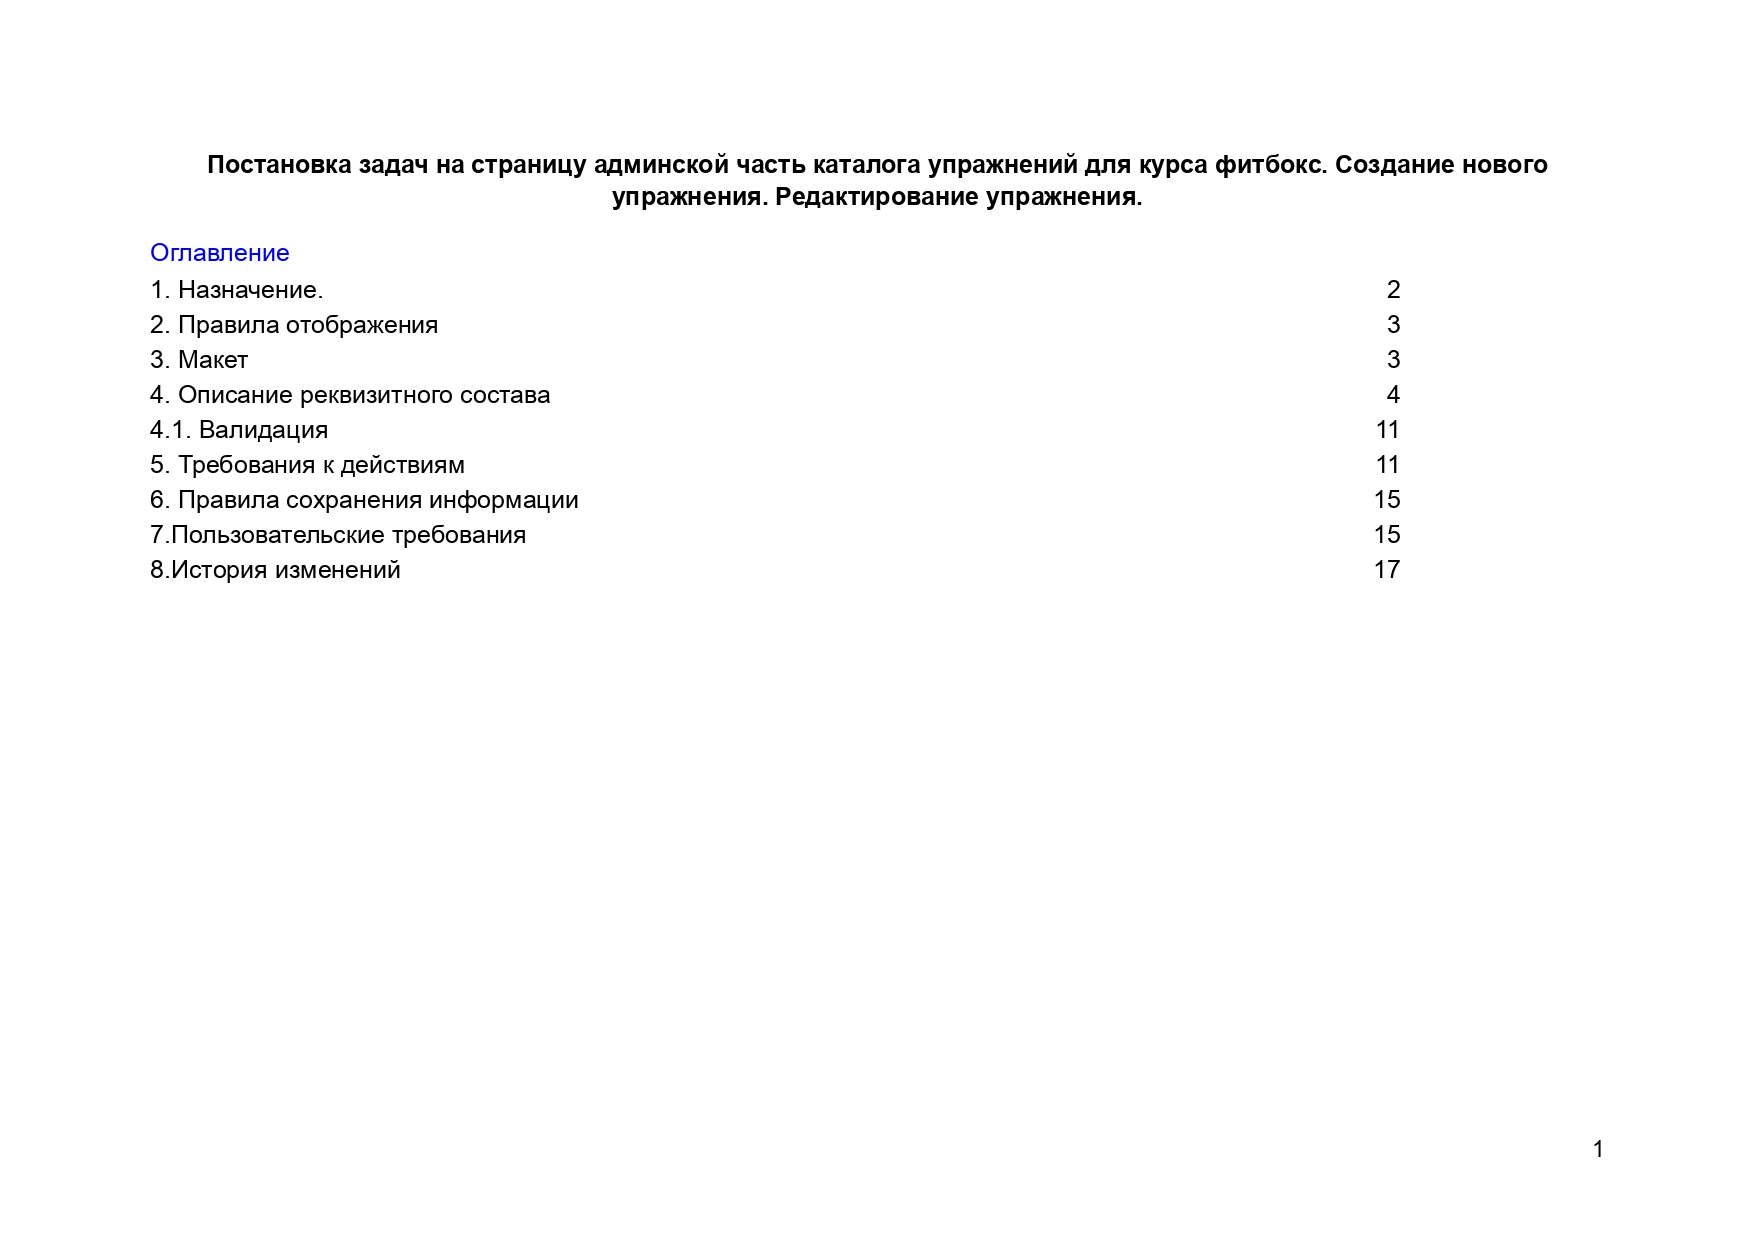 Постановка задач на страницу админской часть каталога упражнений для курса фитбокс. Создание нового
упражнения. Редактирование упражнения.
Оглавление
1. Назначение. 2
2. Правила отображения 3
3. Макет 3
4. Описание реквизитного состава 4
4.1. Валидация 11
5. Требования к действиям 11
6. Правила сохранения информации 15
7.Пользовательские требования 15
8.История изменений 17
1